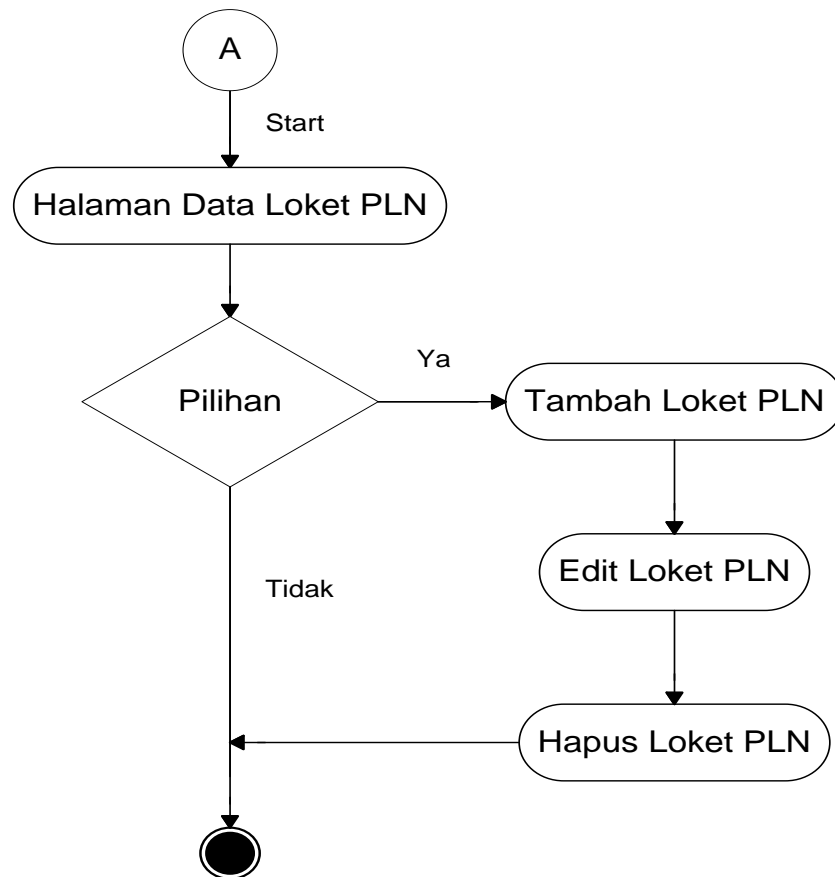 A
Start
Halaman Data Loket PLN
Pilihan
Ya
Tambah Loket PLN
Edit Loket PLN
Tidak
Hapus Loket PLN